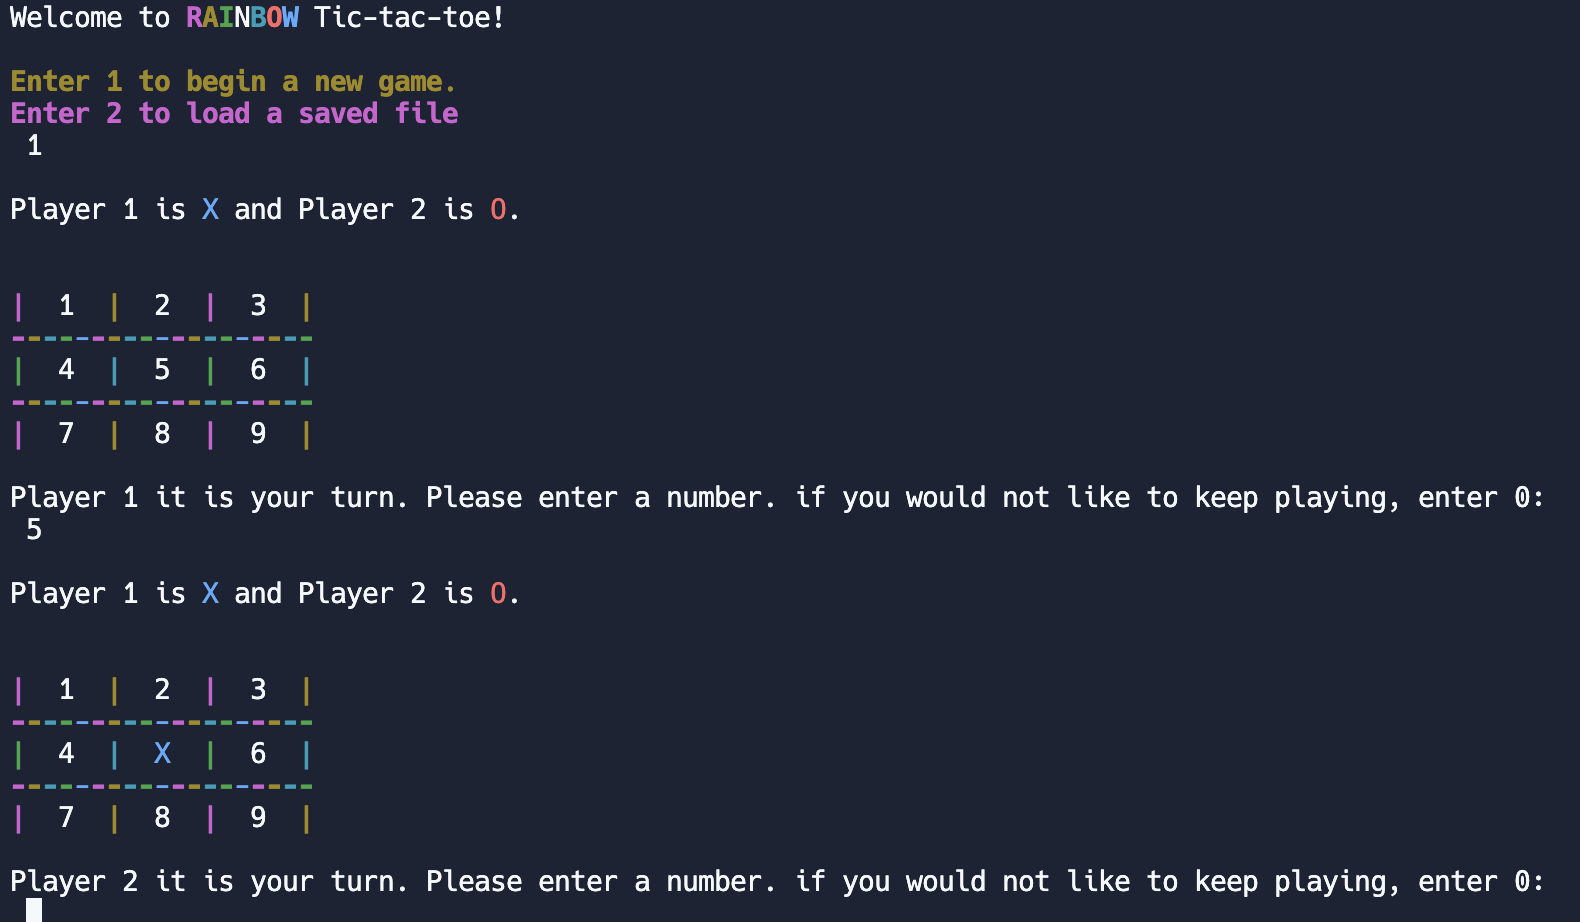 Welcome to RAINBOW Tic-tac-toe!
Enter 1 to begin a new game.
Enter 2 to load a saved file
1
Player 1 is X and Player 2 is O.
| 1 | 2 | 3 |
-------------------
| 4 | 5 | 6 |
-------------------
| 7 | 8 | 9 |
Player 1 it is your turn. Please enter a number. if you would not like to keep playing, enter 0:
5
Player 1 is X and Player 2 is O.
| 1 | 2 | 3 |
-------------------
| 4 | X | 6 |
-------------------
| 7 | 8 | 9 |
Player 2 it is your turn. Please enter a number. if you would not like to keep playing, enter 0: